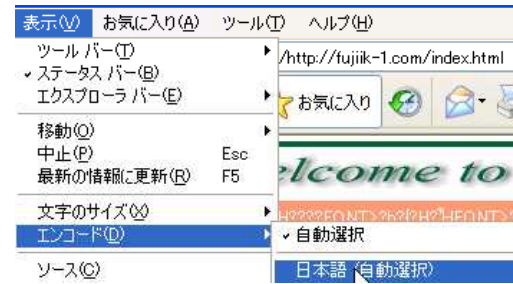 表示(V) お気に入り(A) ツール(T) ヘルプ(H)
ツール バー(T)
/http://fujiik-1.com/index.html
ステータス バー(B)
エクスプローラ バー(E)
お気に入り
移動(O)
中止(P) Esc
最新の情報に更新(R) F5
elcome to
文字のサイズ(X)
エンコード(D)
自動選択
ソース(C)
日本語 (自動選択)